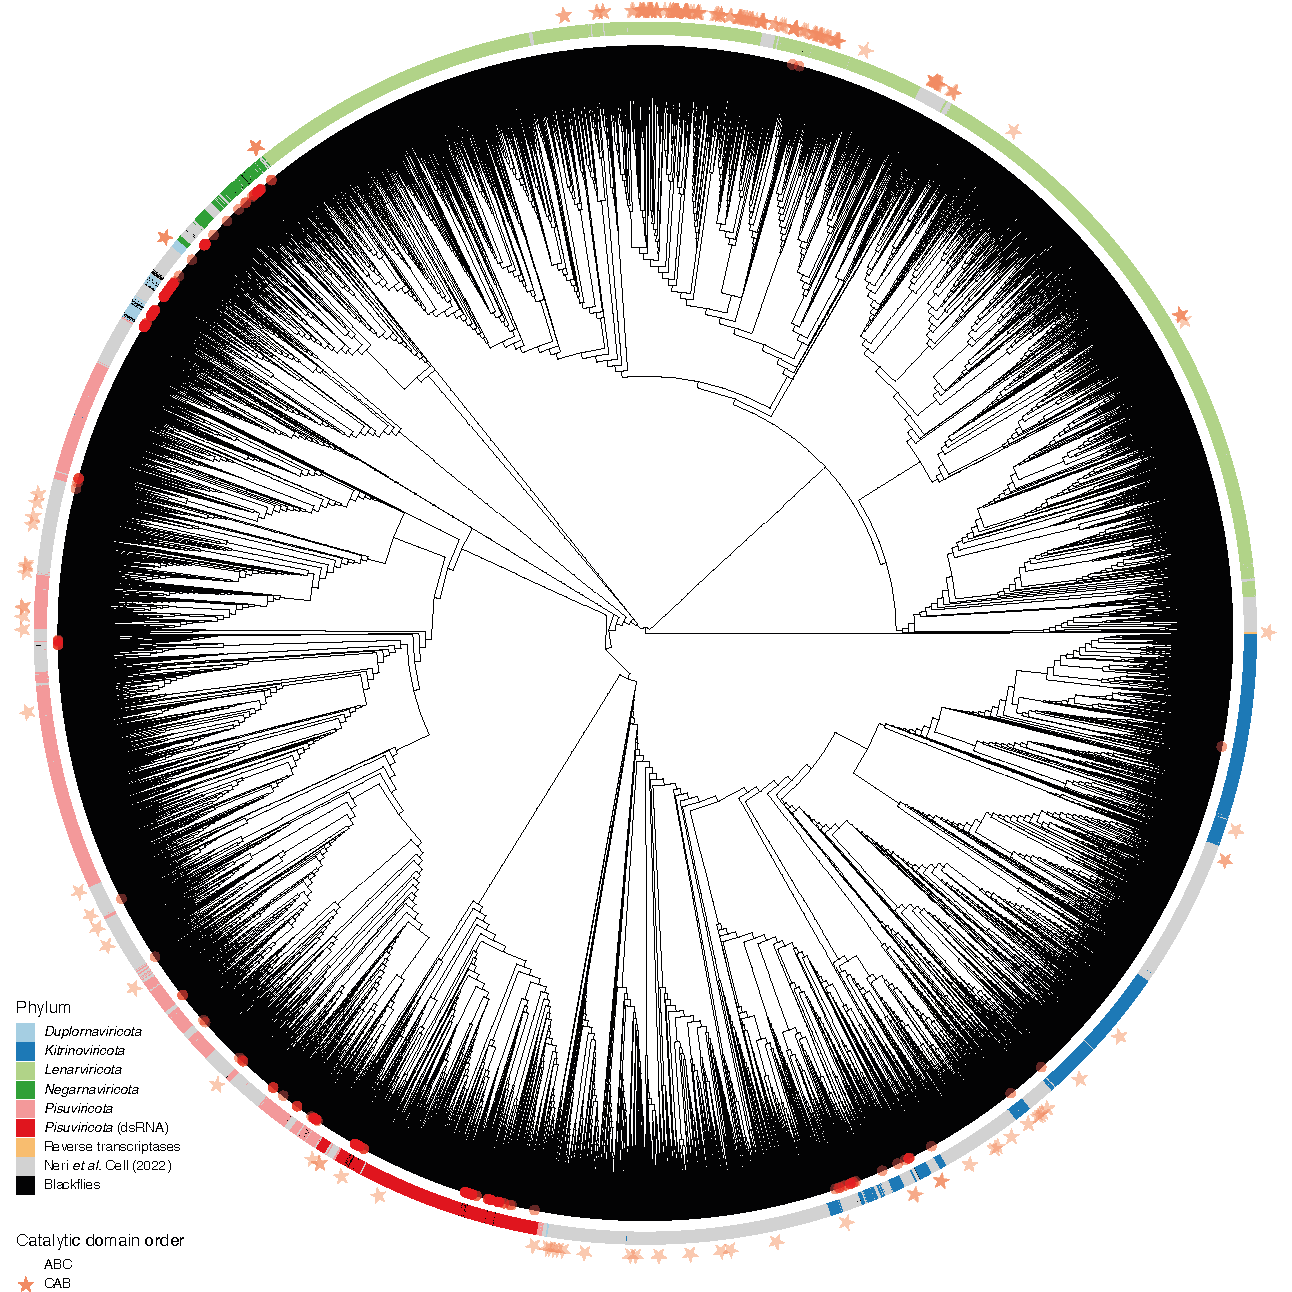 Phylum
Duplornaviricota
Kitrinoviricota
Lenarviricota
Negarnaviricota
Pisuviricota
Pisuviricota (dsRNA)
Reverse transcriptases
Neri et al. Cell (2022)
Blackflies
Catalytic domain order
ABC
CAB